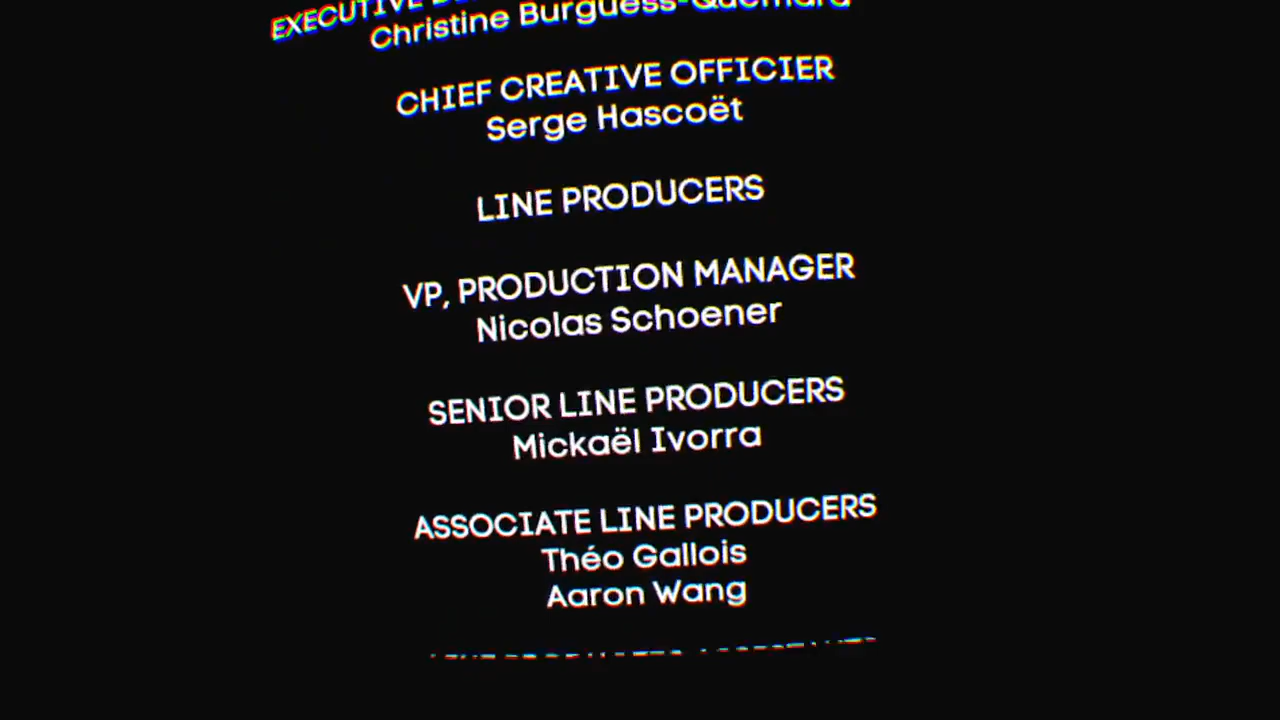 EXECUTIVE
Christine Burguess-Quémard
CHIEF CREATIVE OFFICIER
Serge Hascoët
LINE PRODUCERS
VP, PRODUCTION MANAGER
Nicolas Schoener
SENIOR LINE PRODUCERS
Mickaël Ivorra
ASSOCIATE LINE PRODUCERS
Théo Gallois
Aaron Wang